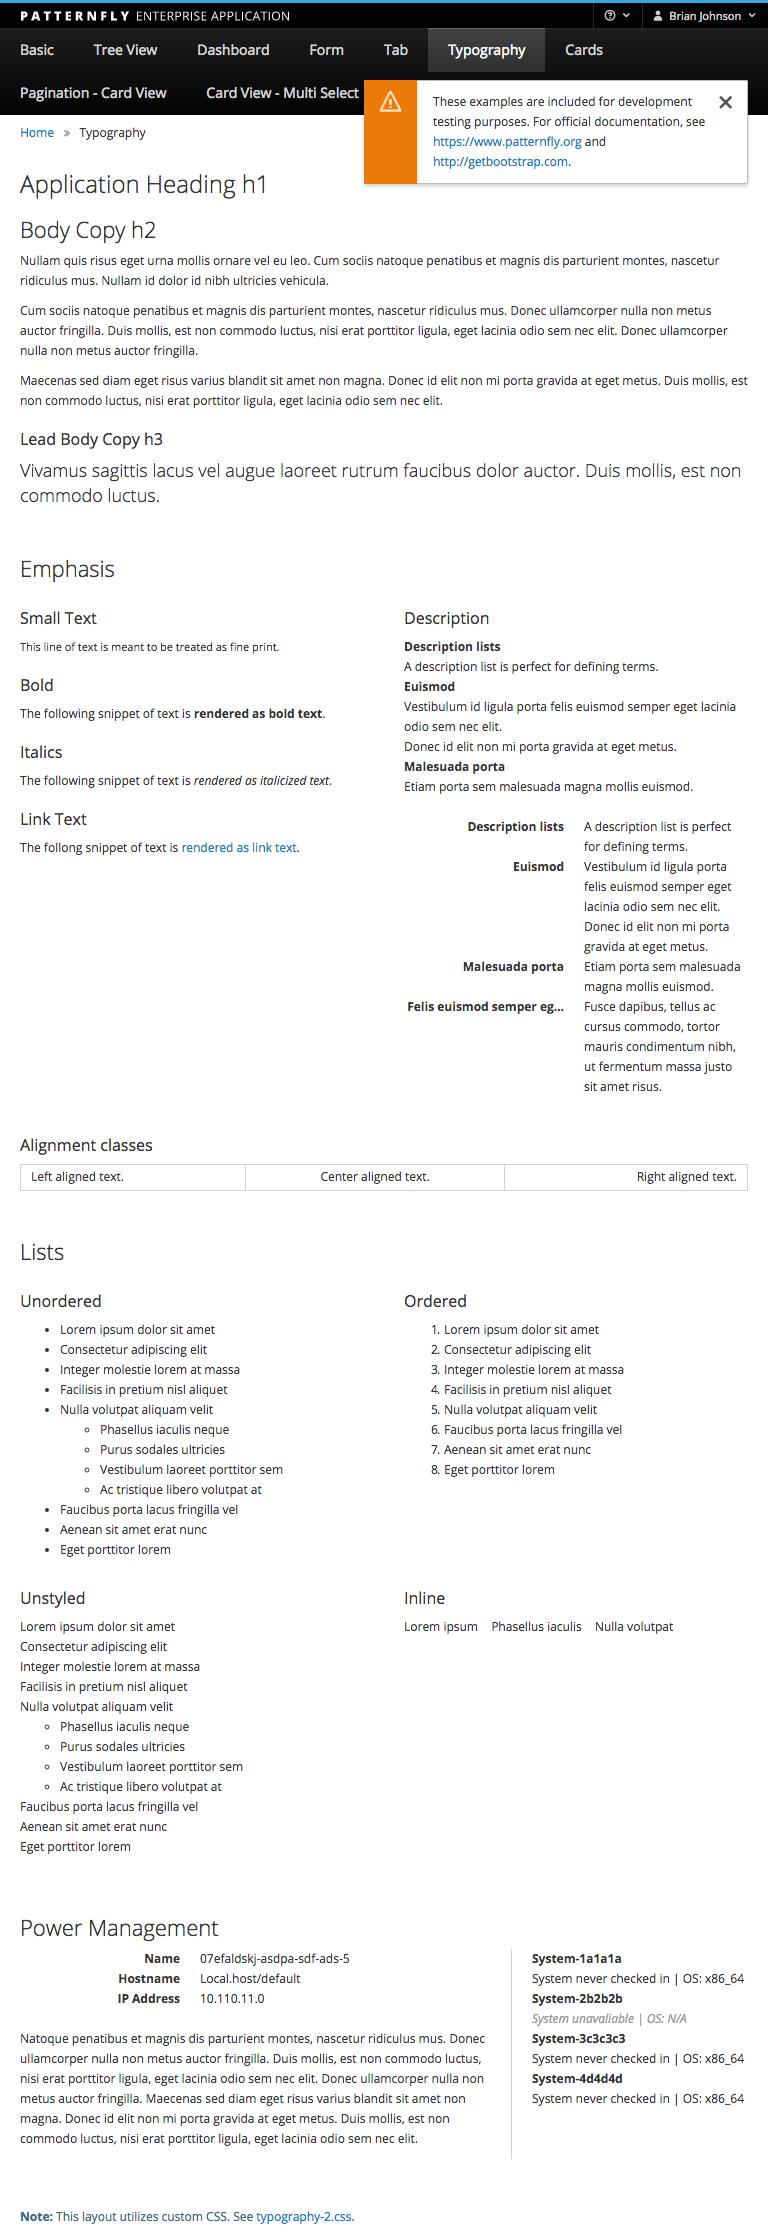 PATTERNFLY ENTERPRISE APPLICATION
Brian Johnson
Basic Tree View Dashboard Form Tab Typography Cards
Pagination - Card View Card View - Multi Select
These examples are included for development
testing purposes. For official documentation, see
https://www.patternfly.org and
http://getbootstrap.com.
Home » Typography
Application Heading h1
Body Copy h2
Nullam quis risus eget urna mollis ornare vel eu leo. Cum sociis natoque penatibus et magnis dis parturient montes, nascetur
ridiculus mus. Nullam id dolor id nibh ultricies vehicula.
Cum sociis natoque penatibus et magnis dis parturient montes, nascetur ridiculus mus. Donec ullamcorper nulla non metus
auctor fringilla. Duis mollis, est non commodo luctus, nisi erat porttitor ligula, eget lacinia odio sem nec elit. Donec ullamcorper
nulla non metus auctor fringilla.
Maecenas sed diam eget risus varius blandit sit amet non magna. Donec id elit non mi porta gravida at eget metus. Duis mollis, est
non commodo luctus, nisi erat porttitor ligula, eget lacinia odio sem nec elit.
Lead Body Copy h3
Vivamus sagittis lacus vel augue laoreet rutrum faucibus dolor auctor. Duis mollis, est non
commodo luctus.
Emphasis
Small Text
This line of text is meant to be treated as fine print.
Bold
The following snippet of text is rendered as bold text.
Italics
The following snippet of text is rendered as italicized text.
Link Text
The follong snippet of text is rendered as link text.
Description
Description lists
A description list is perfect for defining terms.
Euismod
Vestibulum id ligula porta felis euismod semper eget lacinia
odio sem nec elit.
Donec id elit non mi porta gravida at eget metus.
Malesuada porta
Etiam porta sem malesuada magna mollis euismod.
Description lists A description list is perfect
for defining terms.
Euismod Vestibulum id ligula porta
felis euismod semper eget
lacinia odio sem nec elit.
Donec id elit non mi porta
gravida at eget metus.
Malesuada porta Etiam porta sem malesuada
magna mollis euismod.
Felis euismod semper eg... Fusce dapibus, tellus ac
cursus commodo, tortor
mauris condimentum nibh,
ut fermentum massa justo
sit amet risus.
Alignment classes
Left aligned text. Center aligned text. Right aligned text.
Lists
Unordered
• Lorem ipsum dolor sit amet
• Consectetur adipiscing elit
• Integer molestie lorem at massa
• Facilisis in pretium nisl aliquet
• Nulla volutpat aliquam velit
◦ Phasellus iaculis neque
◦ Purus sodales ultricies
◦ Vestibulum laoreet porttitor sem
◦ Ac tristique libero volutpat at
• Faucibus porta lacus fringilla vel
• Aenean sit amet erat nunc
• Eget porttitor lorem
Ordered
1. Lorem ipsum dolor sit amet
2. Consectetur adipiscing elit
3. Integer molestie lorem at massa
4. Facilisis in pretium nisl aliquet
5. Nulla volutpat aliquam velit
6. Faucibus porta lacus fringilla vel
7. Aenean sit amet erat nunc
8. Eget porttitor lorem
Unstyled
Lorem ipsum dolor sit amet
Consectetur adipiscing elit
Integer molestie lorem at massa
Facilisis in pretium nisl aliquet
Nulla volutpat aliquam velit
◦ Phasellus iaculis neque
◦ Purus sodales ultricies
◦ Vestibulum laoreet porttitor sem
◦ Ac tristique libero volutpat at
Faucibus porta lacus fringilla vel
Aenean sit amet erat nunc
Eget porttitor lorem
Inline
Lorem ipsum Phasellus iaculis Nulla volutpat
Power Management
Name 07efaldskj-asdpa-sdf-ads-5
Hostname Local.host/default
IP Address 10.110.11.0
Natoque penatibus et magnis dis parturient montes, nascetur ridiculus mus. Donec
ullamcorper nulla non metus auctor fringilla. Duis mollis, est non commodo luctus,
nisi erat porttitor ligula, eget lacinia odio sem nec elit. Donec ullamcorper nulla non
metus auctor fringilla. Maecenas sed diam eget risus varius blandit sit amet non
magna. Donec id elit non mi porta gravida at eget metus. Duis mollis, est non
commodo luctus, nisi erat porttitor ligula, eget lacinia odio sem nec elit.
System-1a1a1a
System never checked in | OS: x86_64
System-2b2b2b
System unavaliable | OS: N/A
System-3c3c3c3
System never checked in | OS: x86_64
System-4d4d4d
System never checked in | OS: x86_64
Note: This layout utilizes custom CSS. See typography-2.css.